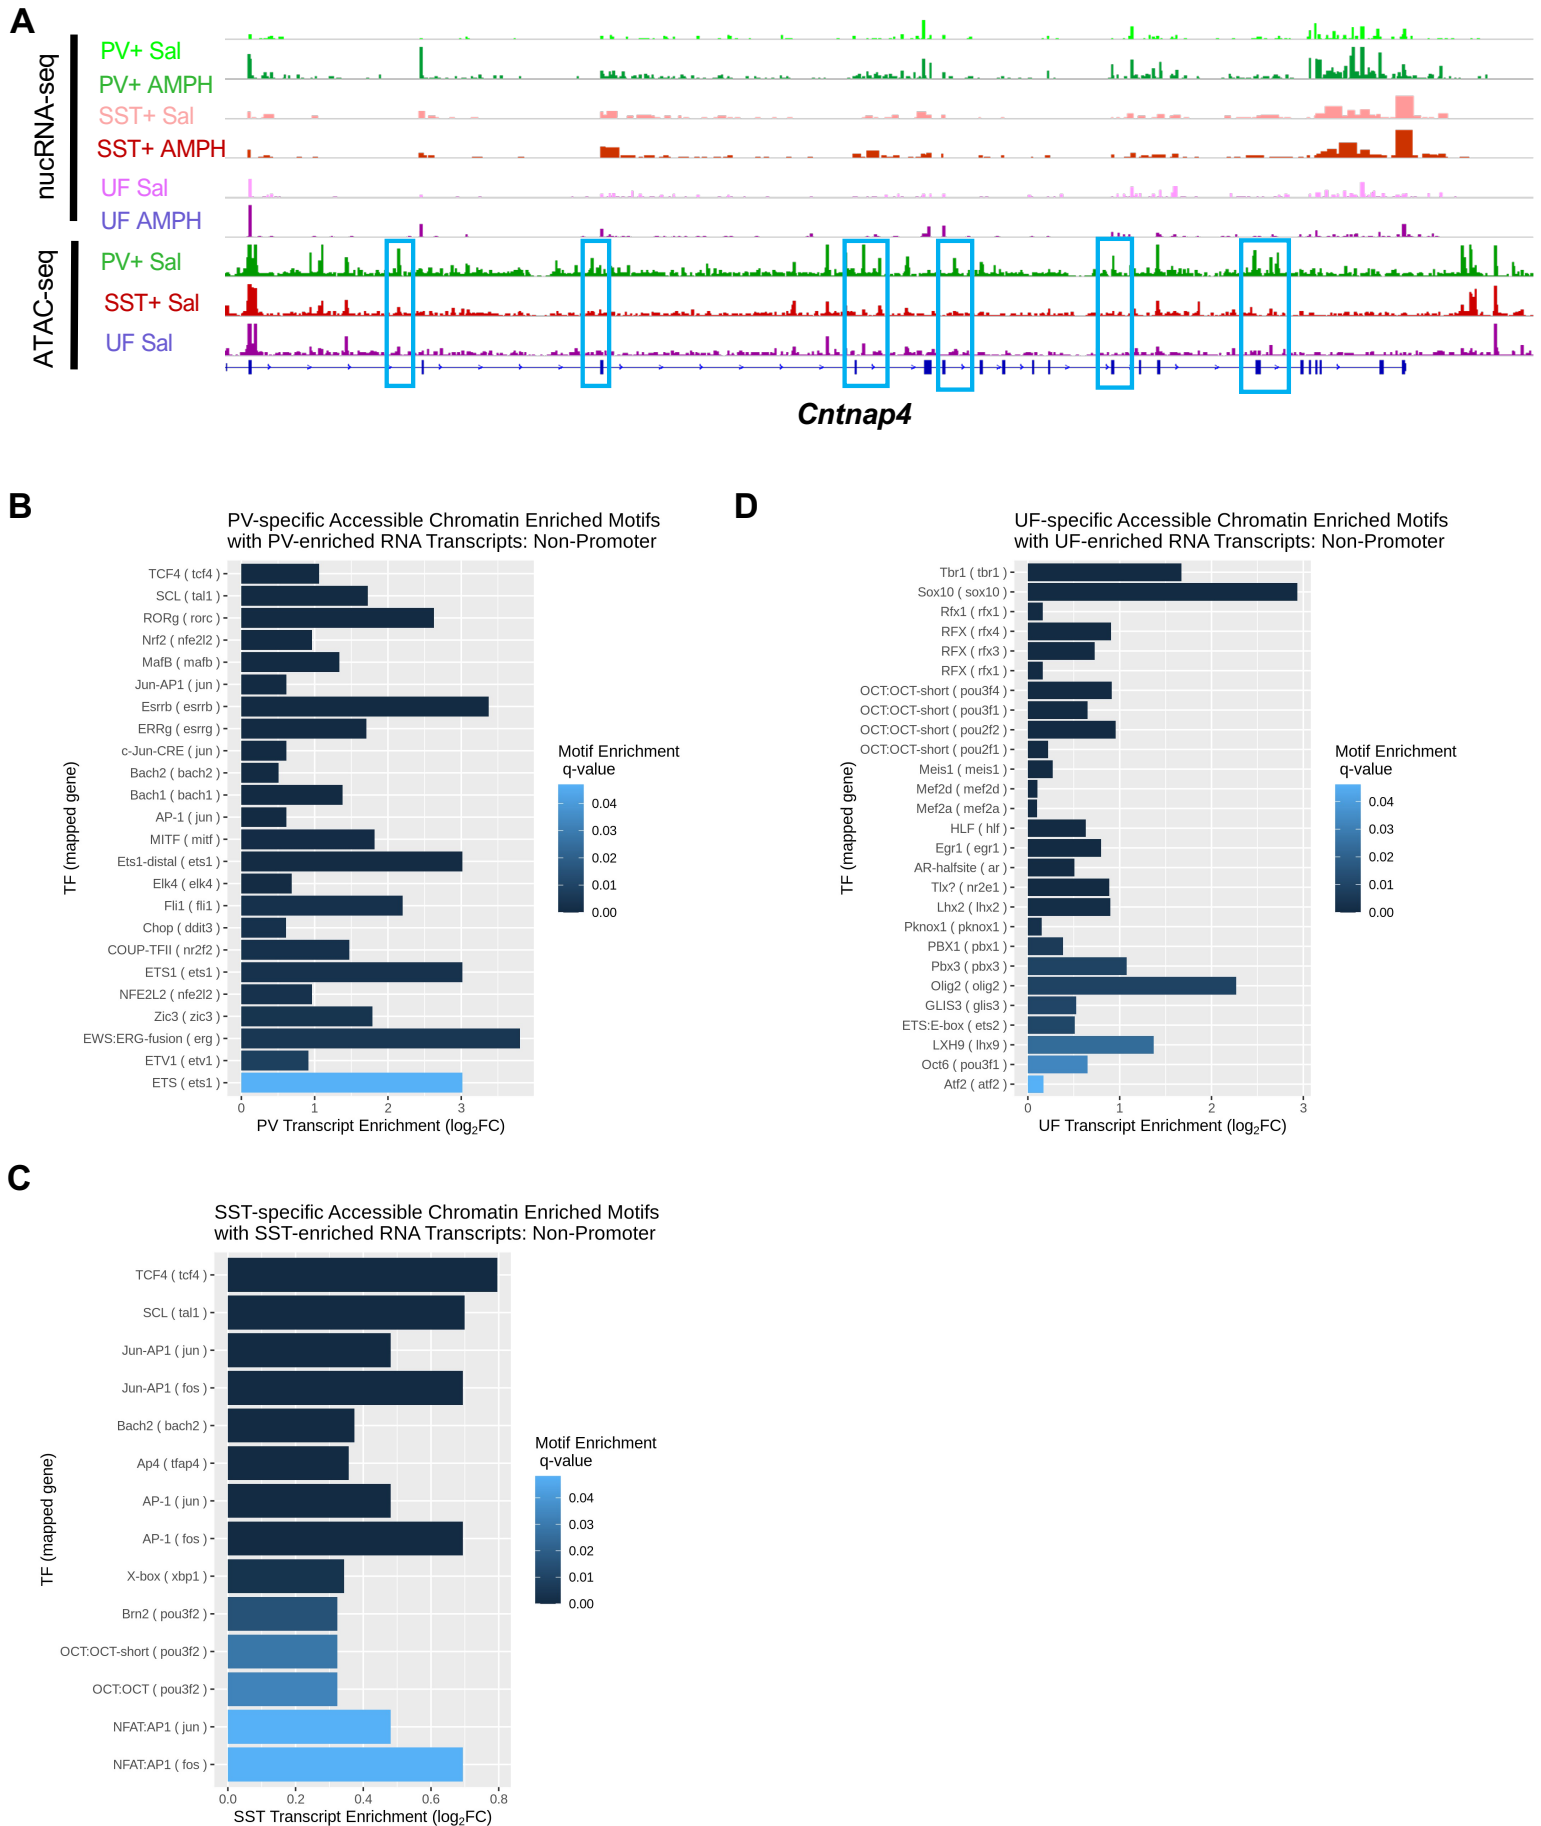 A
nucRNA-seq
PV+ Sal
PV+ AMPH
SST+ Sal
SST+ AMPH
UF Sal
UF AMPH
ATAC-seq
PV+ Sal
SST+ Sal
UF Sal
Cntnap4
B
PV-specific Accessible Chromatin Enriched Motifs
with PV-enriched RNA Transcripts: Non-Promoter
TF (mapped gene)
TCF4 ( tcf4 )
SCL ( tal1 )
RORg ( rorc )
Nrf2 ( nfe2l2 )
MafB ( mafb )
Jun-AP1 ( jun )
Esrrb ( esrrb )
ERRg ( esrrg )
c-Jun-CRE ( jun )
Bach2 ( bach2 )
Bach1 ( bach1 )
AP-1 ( jun )
MITF ( mitf )
Ets1-distal ( ets1 )
Elk4 ( elk4 )
Fli1 ( fli1 )
Chop ( ddit3 )
COUP-TFII ( nr2f2 )
ETS1 ( ets1 )
NFE2L2 ( nfe2l2 )
Zic3 ( zic3 )
EWS:ERG-fusion ( erg )
ETV1 ( etv1 )
ETS ( ets1 )
0 1 2 3
PV Transcript Enrichment (log2FC)
Motif Enrichment
q-value
0.04
0.03
0.02
0.01
0.00
D
UF-specific Accessible Chromatin Enriched Motifs
with UF-enriched RNA Transcripts: Non-Promoter
TF (mapped gene)
Tbr1 ( tbr1 )
Sox10 ( sox10 )
Rfx1 ( rfx1 )
RFX ( rfx4 )
RFX ( rfx3 )
RFX ( rfx1 )
OCT:OCT-short ( pou3f4 )
OCT:OCT-short ( pou3f1 )
OCT:OCT-short ( pou2f2 )
OCT:OCT-short ( pou2f1 )
Meis1 ( meis1 )
Mef2d ( mef2d )
Mef2a ( mef2a )
HLF ( hlf )
Egr1 ( egr1 )
AR-halfsite ( ar )
Tlx? ( nr2e1 )
Lhx2 ( lhx2 )
Pknox1 ( pknox1 )
PBX1 ( pbx1 )
Pbx3 ( pbx3 )
Olig2 ( olig2 )
GLIS3 ( glis3 )
ETS:E-box ( ets2 )
LXH9 ( lhx9 )
Oct6 ( pou3f1 )
Atf2 ( atf2 )
0 1 2 3
UF Transcript Enrichment (log2FC)
Motif Enrichment
q-value
0.04
0.03
0.02
0.01
0.00
C
SST-specific Accessible Chromatin Enriched Motifs
with SST-enriched RNA Transcripts: Non-Promoter
TF (mapped gene)
TCF4 ( tcf4 )
SCL ( tal1 )
Jun-AP1 ( jun )
Jun-AP1 ( fos )
Bach2 ( bach2 )
Ap4 ( tfap4 )
AP-1 ( jun )
AP-1 ( fos )
X-box ( xbp1 )
Brn2 ( pou3f2 )
OCT:OCT-short ( pou3f2 )
OCT:OCT ( pou3f2 )
NFAT:AP1 ( jun )
NFAT:AP1 ( fos )
0.0 0.2 0.4 0.6 0.8
SST Transcript Enrichment (log2FC)
Motif Enrichment
q-value
0.04
0.03
0.02
0.01
0.00